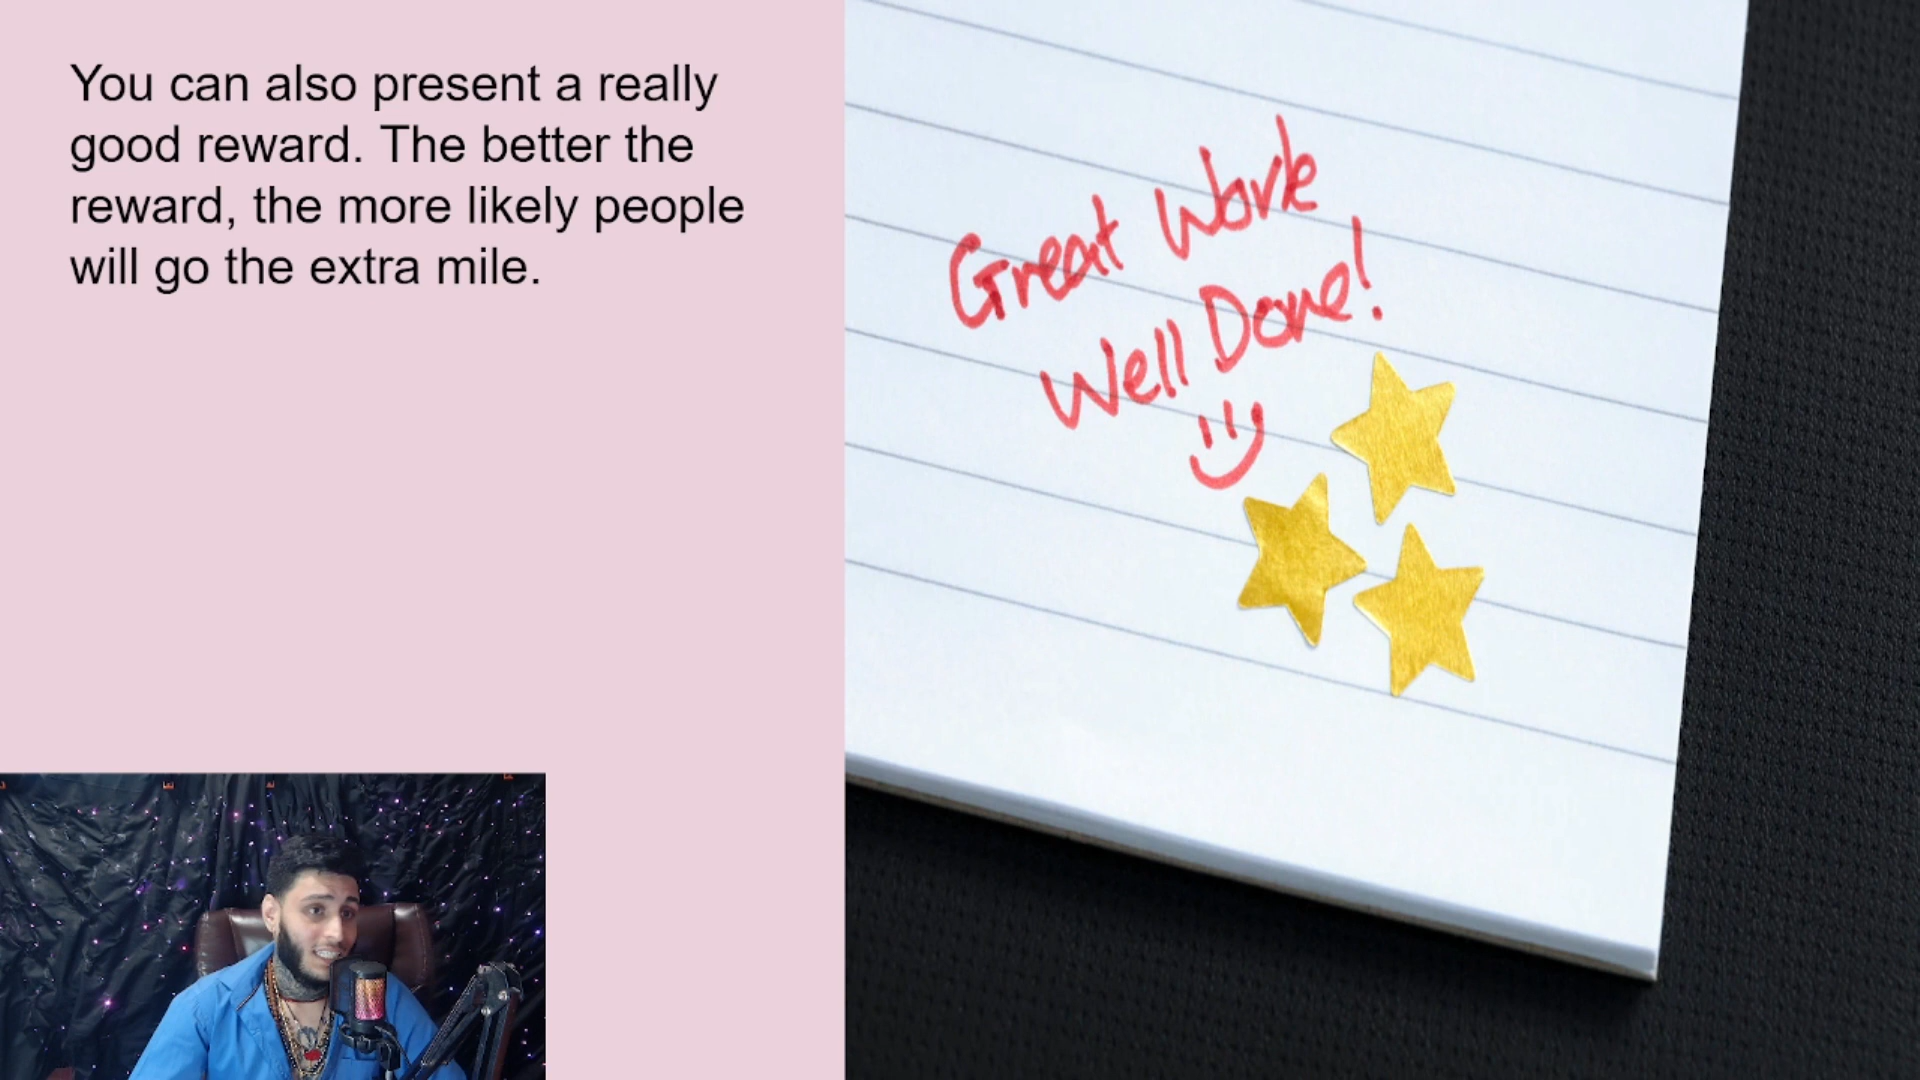 You can also present a really
good reward. The better the
reward, the more likely people
will go the extra mile.
Great Work
Well Done!